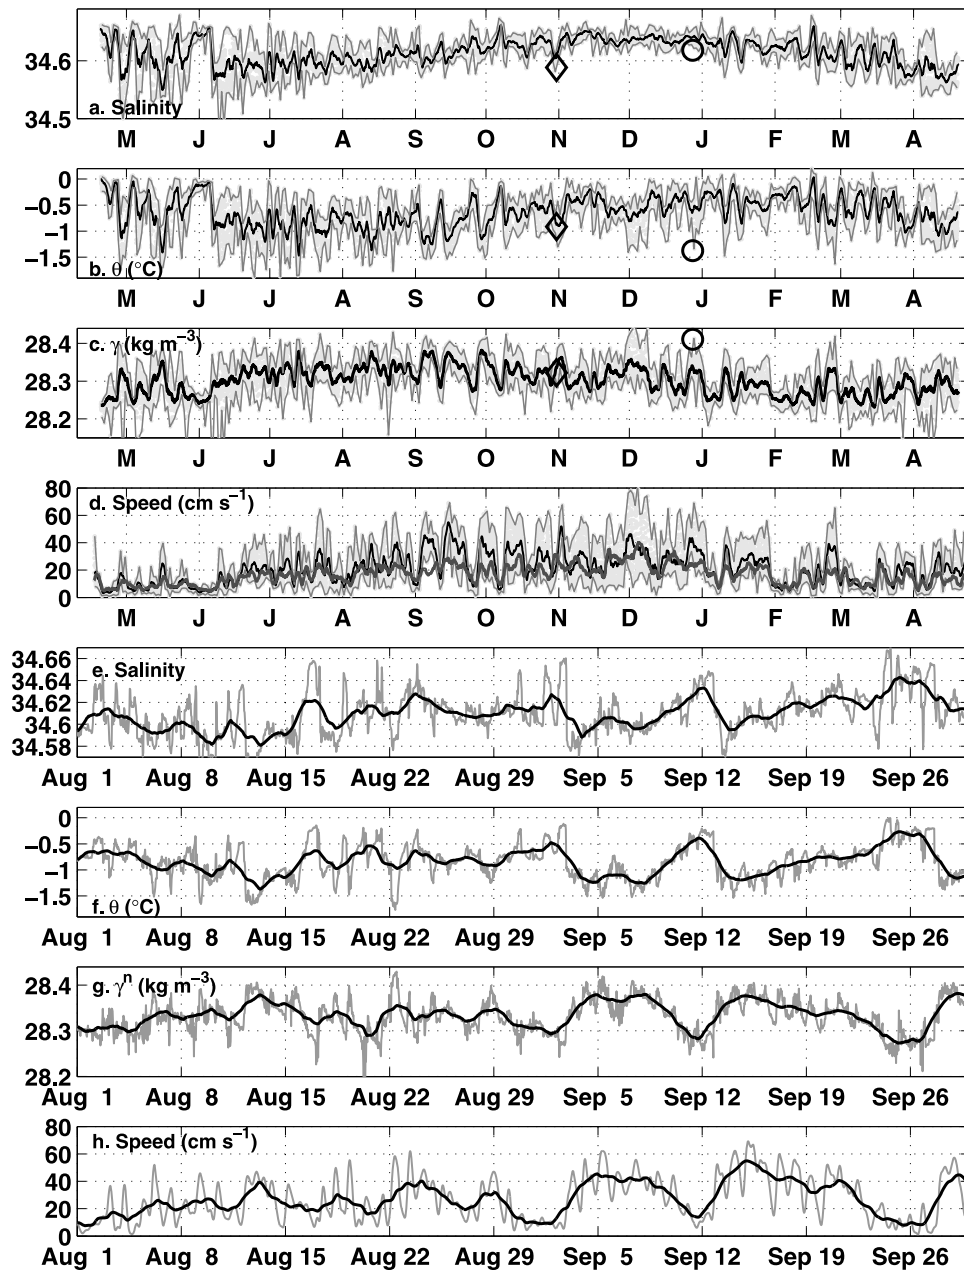 34.6
34.5
a. Salinity
M J J A S O N D J F M A
0
−0.5
−1
−1.5
b. θ (°C)
M J J A S O N D J F M A
28.4
28.3
28.2
c. γ (kg m⁻³)
M J J A S O N D J F M A
80
60
40
20
0
d. Speed (cm s⁻¹)
M J J A S O N D J F M A
34.66
34.64
34.62
34.6
34.58
e. Salinity
Aug 1 Aug 8 Aug 15 Aug 22 Aug 29 Sep 5 Sep 12 Sep 19 Sep 26
0
−0.5
−1
−1.5
f. θ (°C)
Aug 1 Aug 8 Aug 15 Aug 22 Aug 29 Sep 5 Sep 12 Sep 19 Sep 26
28.4
28.3
28.2
g. γⁿ (kg m⁻³)
Aug 1 Aug 8 Aug 15 Aug 22 Aug 29 Sep 5 Sep 12 Sep 19 Sep 26
80
60
40
20
0
h. Speed (cm s⁻¹)
Aug 1 Aug 8 Aug 15 Aug 22 Aug 29 Sep 5 Sep 12 Sep 19 Sep 26